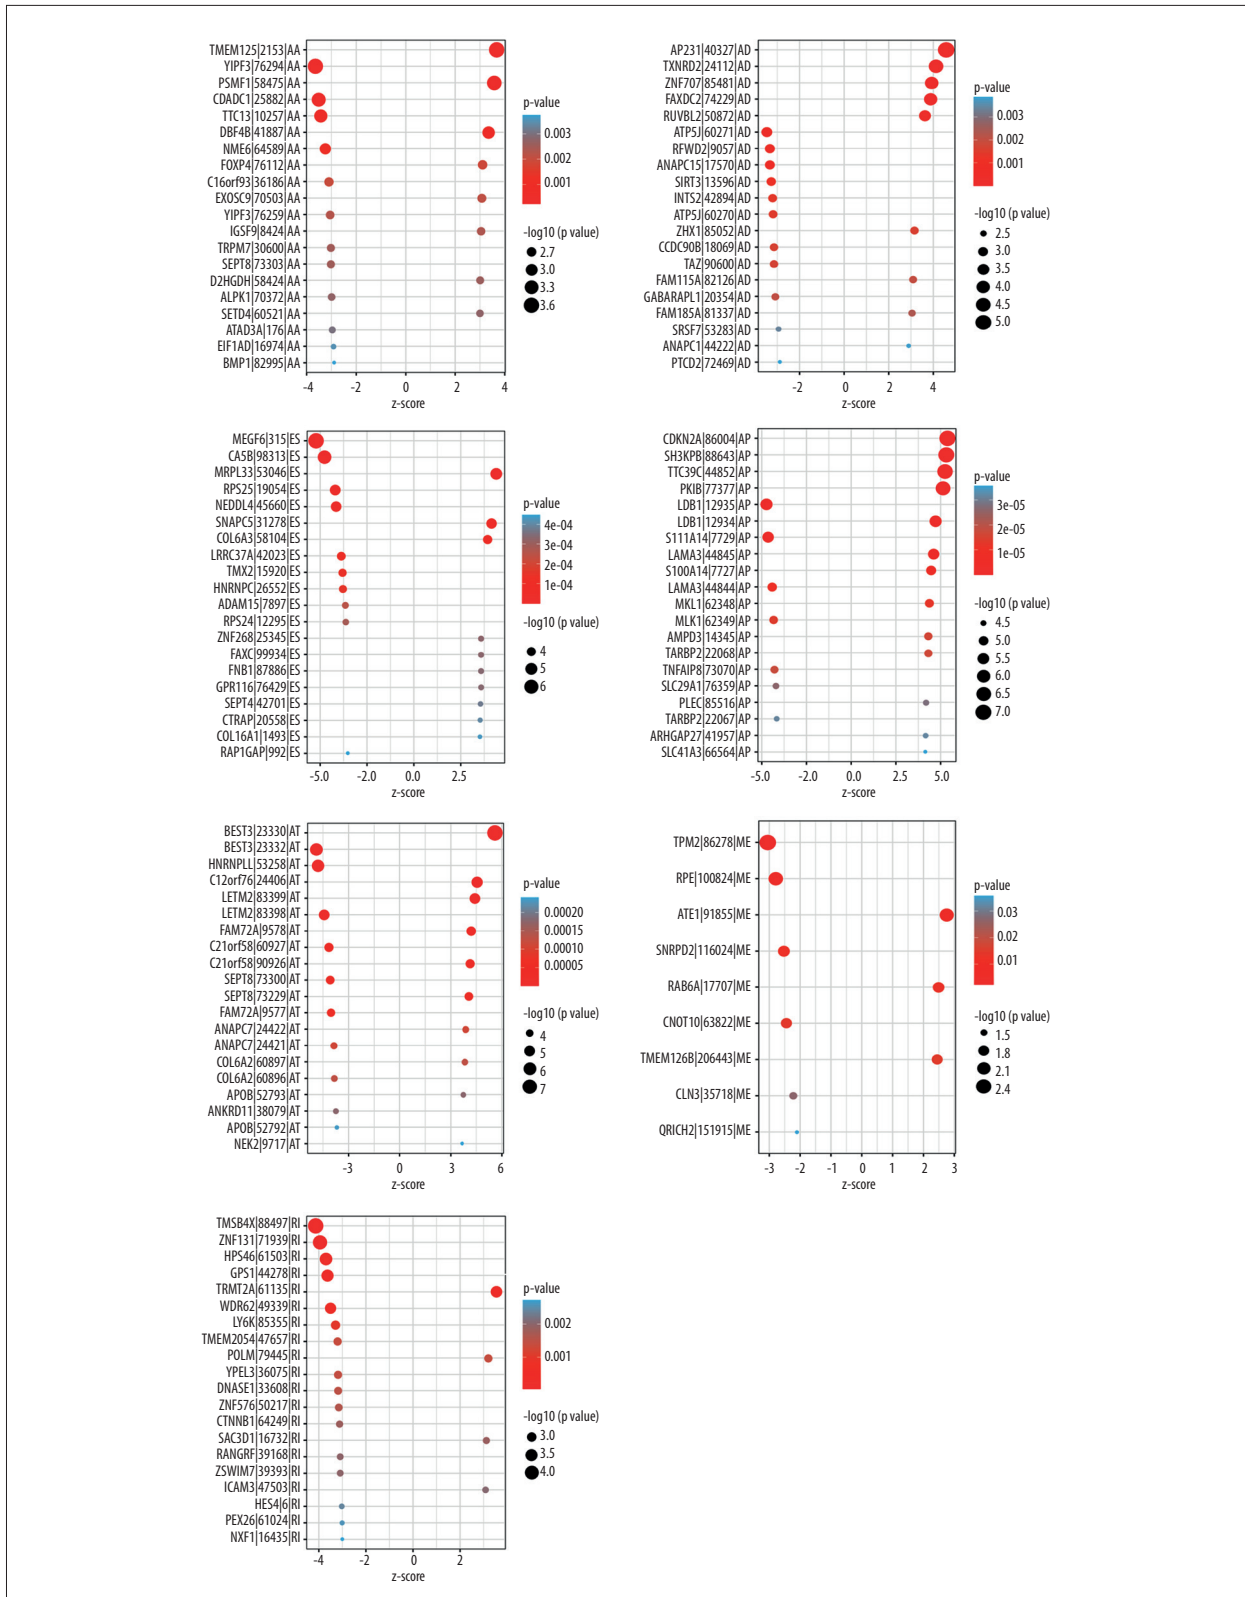 TMEM125|2153|AA
YIPF3|76294|AA
PSMF1|58475|AA
CDADC1|25882|AA
TTC13|10257|AA
DBF4B|41887|AA
NME6|64589|AA
FOXP4|76112|AA
C16orf93|36186|AA
EXOSC9|70503|AA
YIPF3|76259|AA
IGSF9|8424|AA
TRPM7|30600|AA
SEPT8|73303|AA
D2HGDH|58424|AA
ALPK1|70372|AA
SETD4|60521|AA
ATAD3A|176|AA
EIF1AD|16974|AA
BMP1|82995|AA
-4 -2 0 2 4
z-score
p-value
0.003
0.002
0.001
-log10 (p value)
2.7
3.0
3.3
3.6
AP231|40327|AD
TXNRD2|24112|AD
ZNF707|85481|AD
FAXDC2|74229|AD
RUVBL2|50872|AD
ATP5J|60271|AD
RFWD2|9057|AD
ANAPC15|17570|AD
SIRT3|13596|AD
INTS2|42894|AD
ATP5J|60270|AD
ZHX1|85052|AD
CCDC90B|18069|AD
TAZ|90600|AD
FAM115A|82126|AD
GABARAPL1|20354|AD
FAM185A|81337|AD
SRSF7|53283|AD
ANAPC1|44222|AD
PTCD2|72469|AD
-2 0 2 4
z-score
p-value
0.003
0.002
0.001
-log10 (p value)
2.5
3.0
3.5
4.0
4.5
5.0
MEGF6|315|ES
CA5B|98313|ES
MRPL33|53046|ES
RPS25|19054|ES
NEDDL4|45660|ES
SNAPC5|31278|ES
COL6A3|58104|ES
LRRC37A|42023|ES
TMX2|15920|ES
HNRNPC|26552|ES
ADAM15|7897|ES
RPS24|12295|ES
ZNF268|25345|ES
FAXC|99934|ES
FNB1|87886|ES
GPR116|76429|ES
SEPT4|42701|ES
CTRAP|20558|ES
COL16A1|1493|ES
RAP1GAP|992|ES
-5.0 -2.5 0.0 2.5
z-score
p-value
4e-04
3e-04
2e-04
1e-04
-log10 (p value)
4
5
6
CDKN2A|86004|AP
SH3KPB|88643|AP
TTC39C|44852|AP
PKIB|77377|AP
LDB1|12935|AP
LDB1|12934|AP
S111A14|7729|AP
LAMA3|44845|AP
S100A14|7727|AP
LAMA3|44844|AP
MKL1|62348|AP
MLK1|62349|AP
AMPD3|14345|AP
TARBP2|22068|AP
TNFAIP8|73070|AP
SLC29A1|76359|AP
PLEC|85516|AP
TARBP2|22067|AP
ARHGAP27|41957|AP
SLC41A3|66564|AP
-5.0 -2.5 0.0 2.5 5.0
z-score
p-value
3e-05
2e-05
1e-05
-log10 (p value)
4.5
5.0
5.5
6.0
6.5
7.0
BEST3|23330|AT
BEST3|23332|AT
HNRNPLL|53258|AT
C12orf76|24406|AT
LETM2|83399|AT
LETM2|83398|AT
FAM72A|9578|AT
C21orf58|60927|AT
C21orf58|90926|AT
SEPT8|73300|AT
SEPT8|73229|AT
FAM72A|9577|AT
ANAPC7|24422|AT
ANAPC7|24421|AT
COL6A2|60897|AT
COL6A2|60896|AT
APOB|52793|AT
ANKRD11|38079|AT
APOB|52792|AT
NEK2|9717|AT
-3 0 3 6
z-score
p-value
0.00020
0.00015
0.00010
0.00005
-log10 (p value)
4
5
6
7
TPM2|86278|ME
RPE|100824|ME
ATE1|91855|ME
SNRPD2|116024|ME
RAB6A|17707|ME
CNOT10|63822|ME
TMEM126B|206443|ME
CLN3|35718|ME
QRICH2|151915|ME
-3 -2 -1 0 1 2 3
z-score
p-value
0.03
0.02
0.01
-log10 (p value)
1.5
1.8
2.1
2.4
TMSB4X|88497|RI
ZNF131|71939|RI
HPS46|61503|RI
GPS1|44278|RI
TRMT2A|61135|RI
WDR62|49339|RI
LY6K|85355|RI
TMEM2054|47657|RI
POLM|79445|RI
YPEL3|36075|RI
DNASE1|33608|RI
ZNF576|50217|RI
CTNNB1|64249|RI
SAC3D1|16732|RI
RANGRF|39168|RI
ZSWIM7|39393|RI
ICAM3|47503|RI
HES4|6|RI
PEX26|61024|RI
NXF1|16435|RI
-4 -2 0 2
z-score
p-value
0.002
0.001
-log10 (p value)
3.0
3.5
4.0